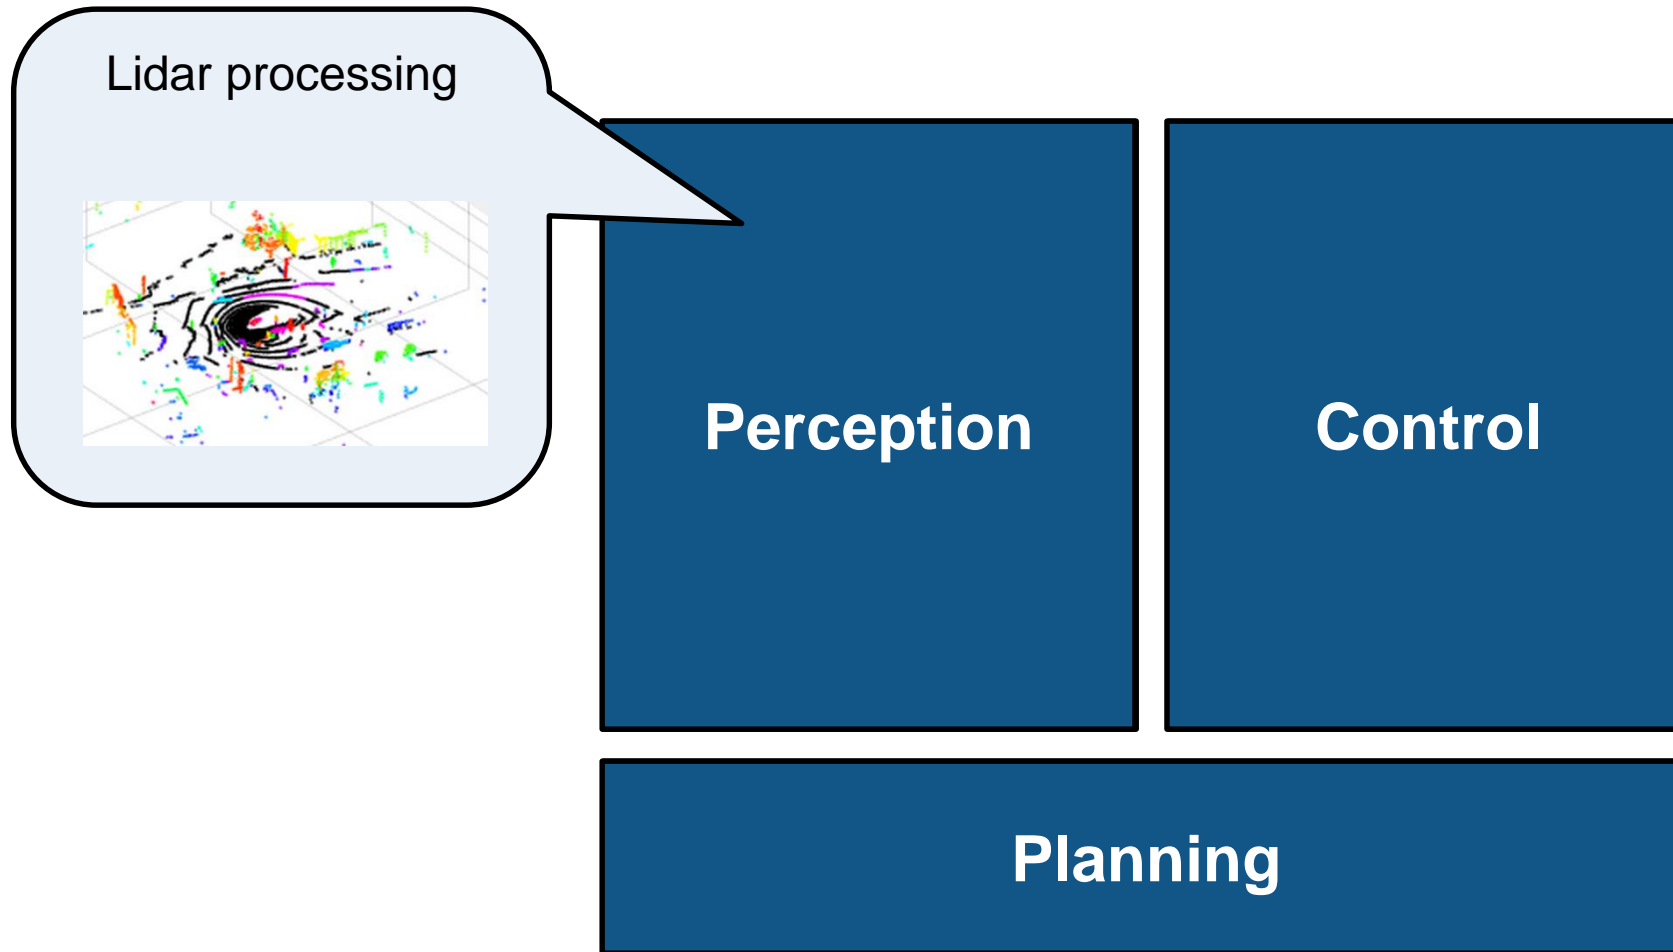 Lidar processing
Perception
Control
Planning